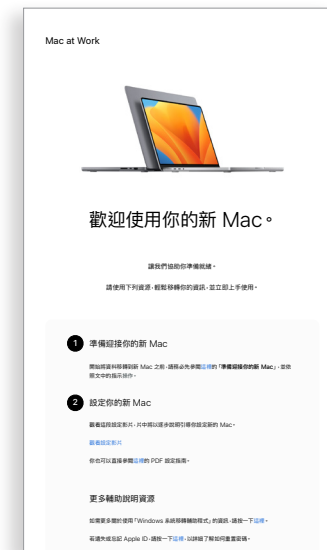 Mac at Work
歡迎使用你的新 Mac。
讓我們協助你準備就緒。
請使用下列資源，輕鬆移轉你的資訊，並立即上手使用。
1 準備迎接你的新 Mac
開始將資料移轉到新 Mac 之前，請務必先參閱這裡的「準備迎接你的新 Mac」，並依
照文中的指示操作。
2 設定你的新 Mac
觀看這段設定影片，片中將以逐步說明引導你設定新的 Mac。
觀看設定影片
你也可以直接參閱這裡的 PDF 設定指南。
更多輔助說明資源
如需更多關於使用「Windows 系統移轉輔助程式」的資訊，請按一下這裡。
若遺失或忘記 Apple ID，請按一下這裡，以詳細了解如何重置密碼。